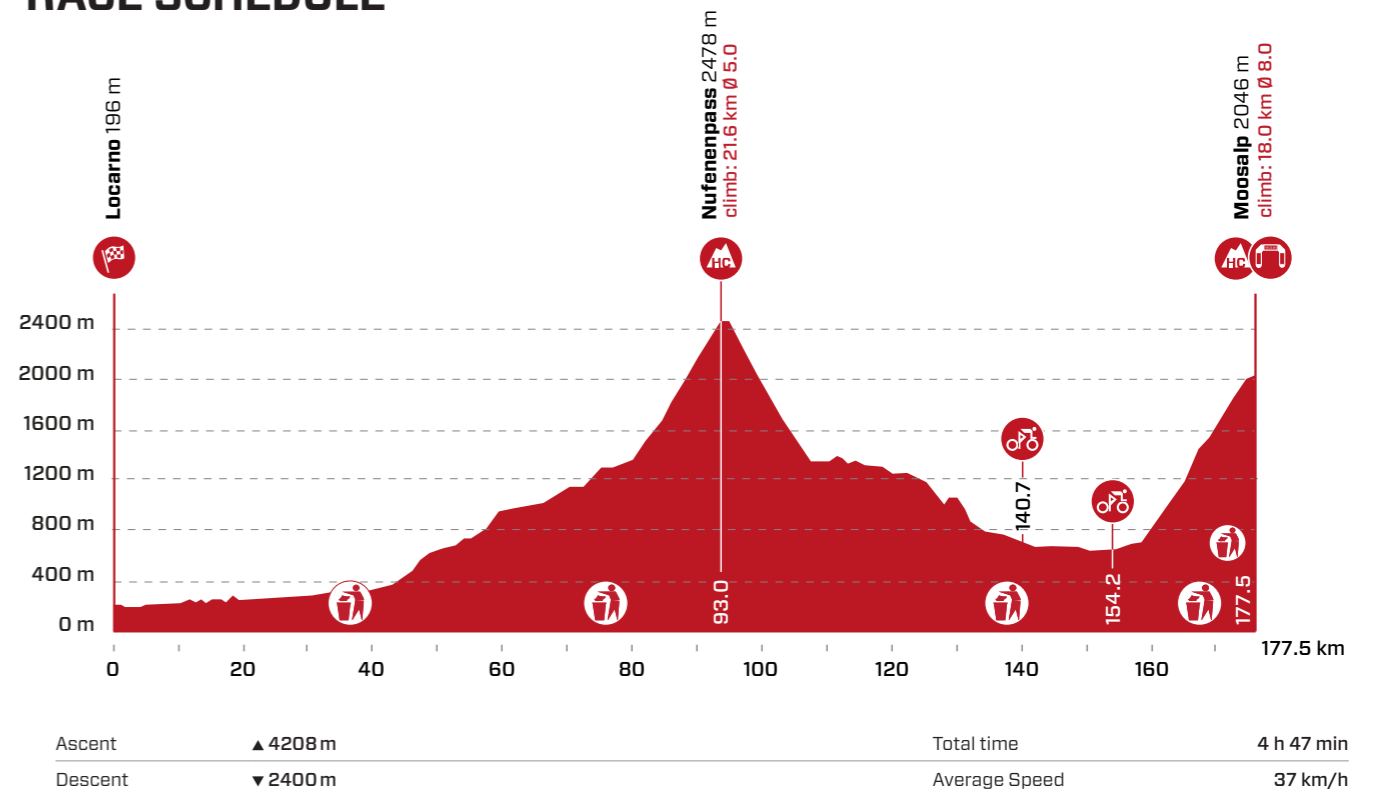 RACE SCHEDULE
Locarno 196 m
Nufenenpass 2478 m
climb: 21.6 km Ø 5.0
Moosalp 2046 m
climb: 18.0 km Ø 8.0
HC
HC
2400 m
2000 m
1600 m
1200 m
800 m
400 m
0 m
93.0
140.7
154.2
177.5
177.5 km
0 20 40 60 80 100 120 140 160
Ascent ▲ 4208 m Total time 4 h 47 min
Descent ▼ 2400 m Average Speed 37 km/h